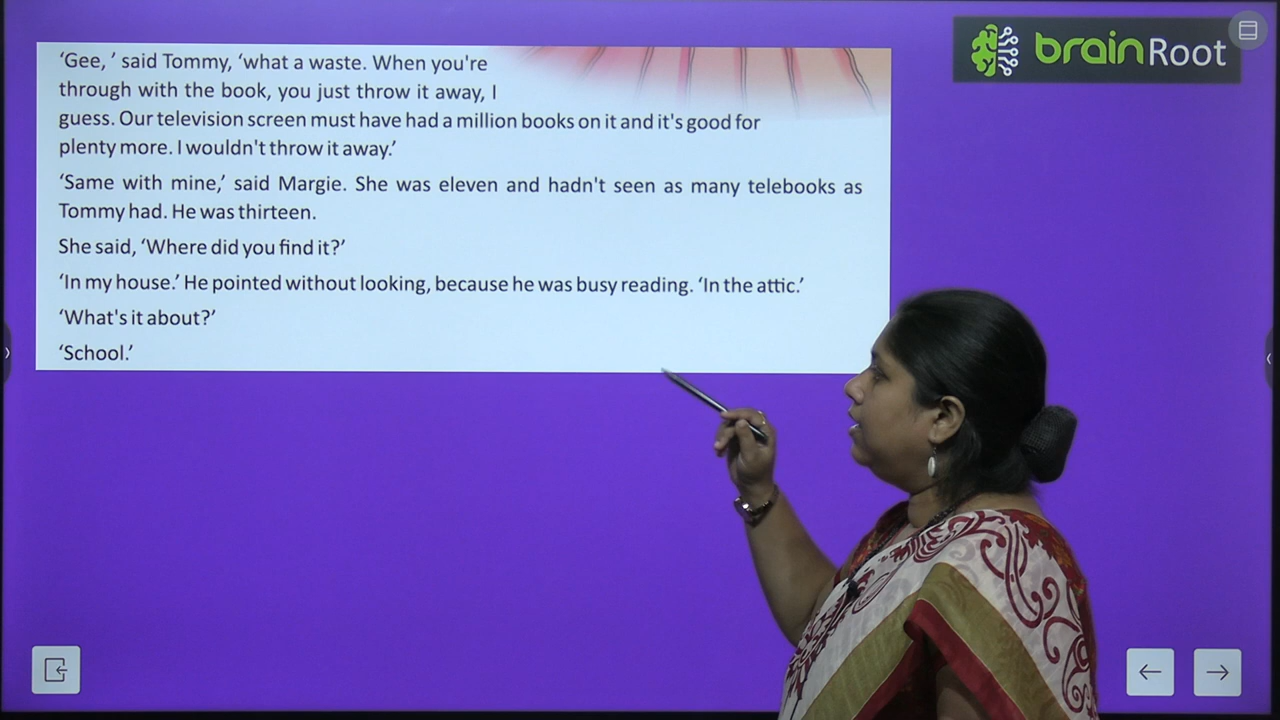 ‘Gee, ’ said Tommy, ‘what a waste. When you're
through with the book, you just throw it away, I
guess. Our television screen must have had a million books on it and it's good for
plenty more. I wouldn't throw it away.’
‘Same with mine,’ said Margie. She was eleven and hadn't seen as many telebooks as
Tommy had. He was thirteen.
She said, ‘Where did you find it?’
‘In my house.’ He pointed without looking, because he was busy reading. ‘In the attic.’
‘What's it about?’
‘School.’
brainRoot